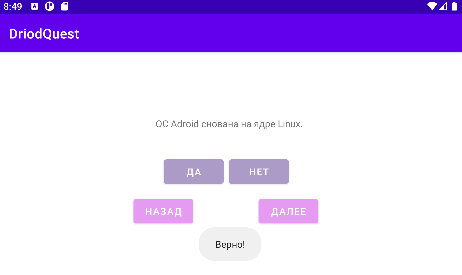 8:49
DriodQuest
ОС Adroid снована на ядре Linux.
ДА НЕТ
НАЗАД ДАЛЕЕ
Верно!